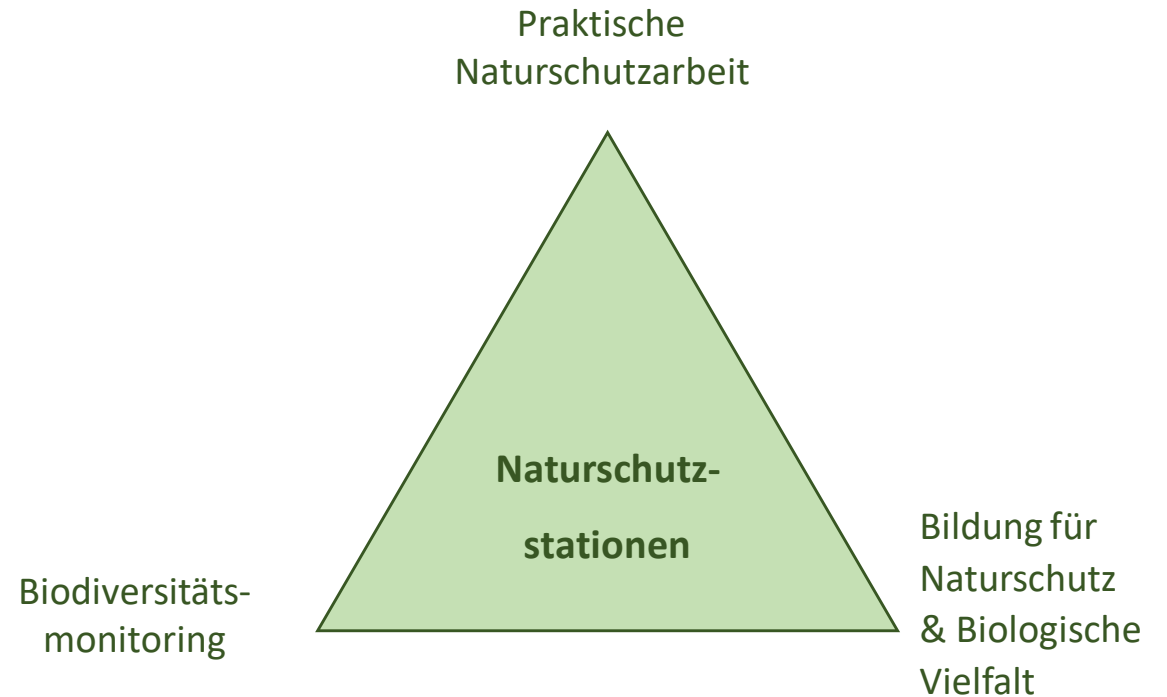 Praktische
Naturschutzarbeit
Naturschutz-
stationen
Biodiversitäts-
monitoring
Bildung für
Naturschutz
& Biologische
Vielfalt